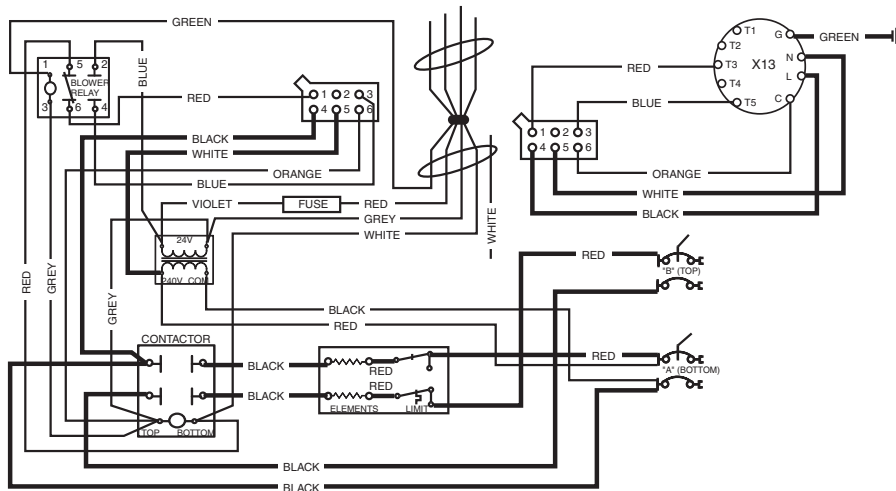 GREEN
1 5 2
BLOWER
RELAY
3 6 4
BLUE
RED
1 2 3
4 5 6
BLACK
WHITE
ORANGE
BLUE
VIOLET
FUSE
RED
GREY
WHITE
WHITE
T1
T2
T3
T4
T5
X13
G
N
L
C
GREEN
RED
BLUE
1 2 3
4 5 6
ORANGE
WHITE
BLACK
24V
240V COM
RED
GREY
GREY
BLACK
RED
RED
"B" (TOP)
CONTACTOR
BLACK
RED
RED
BLACK
ELEMENTS
LIMIT
RED
"A" (BOTTOM)
TOP
BOTTOM
BLACK
BLACK